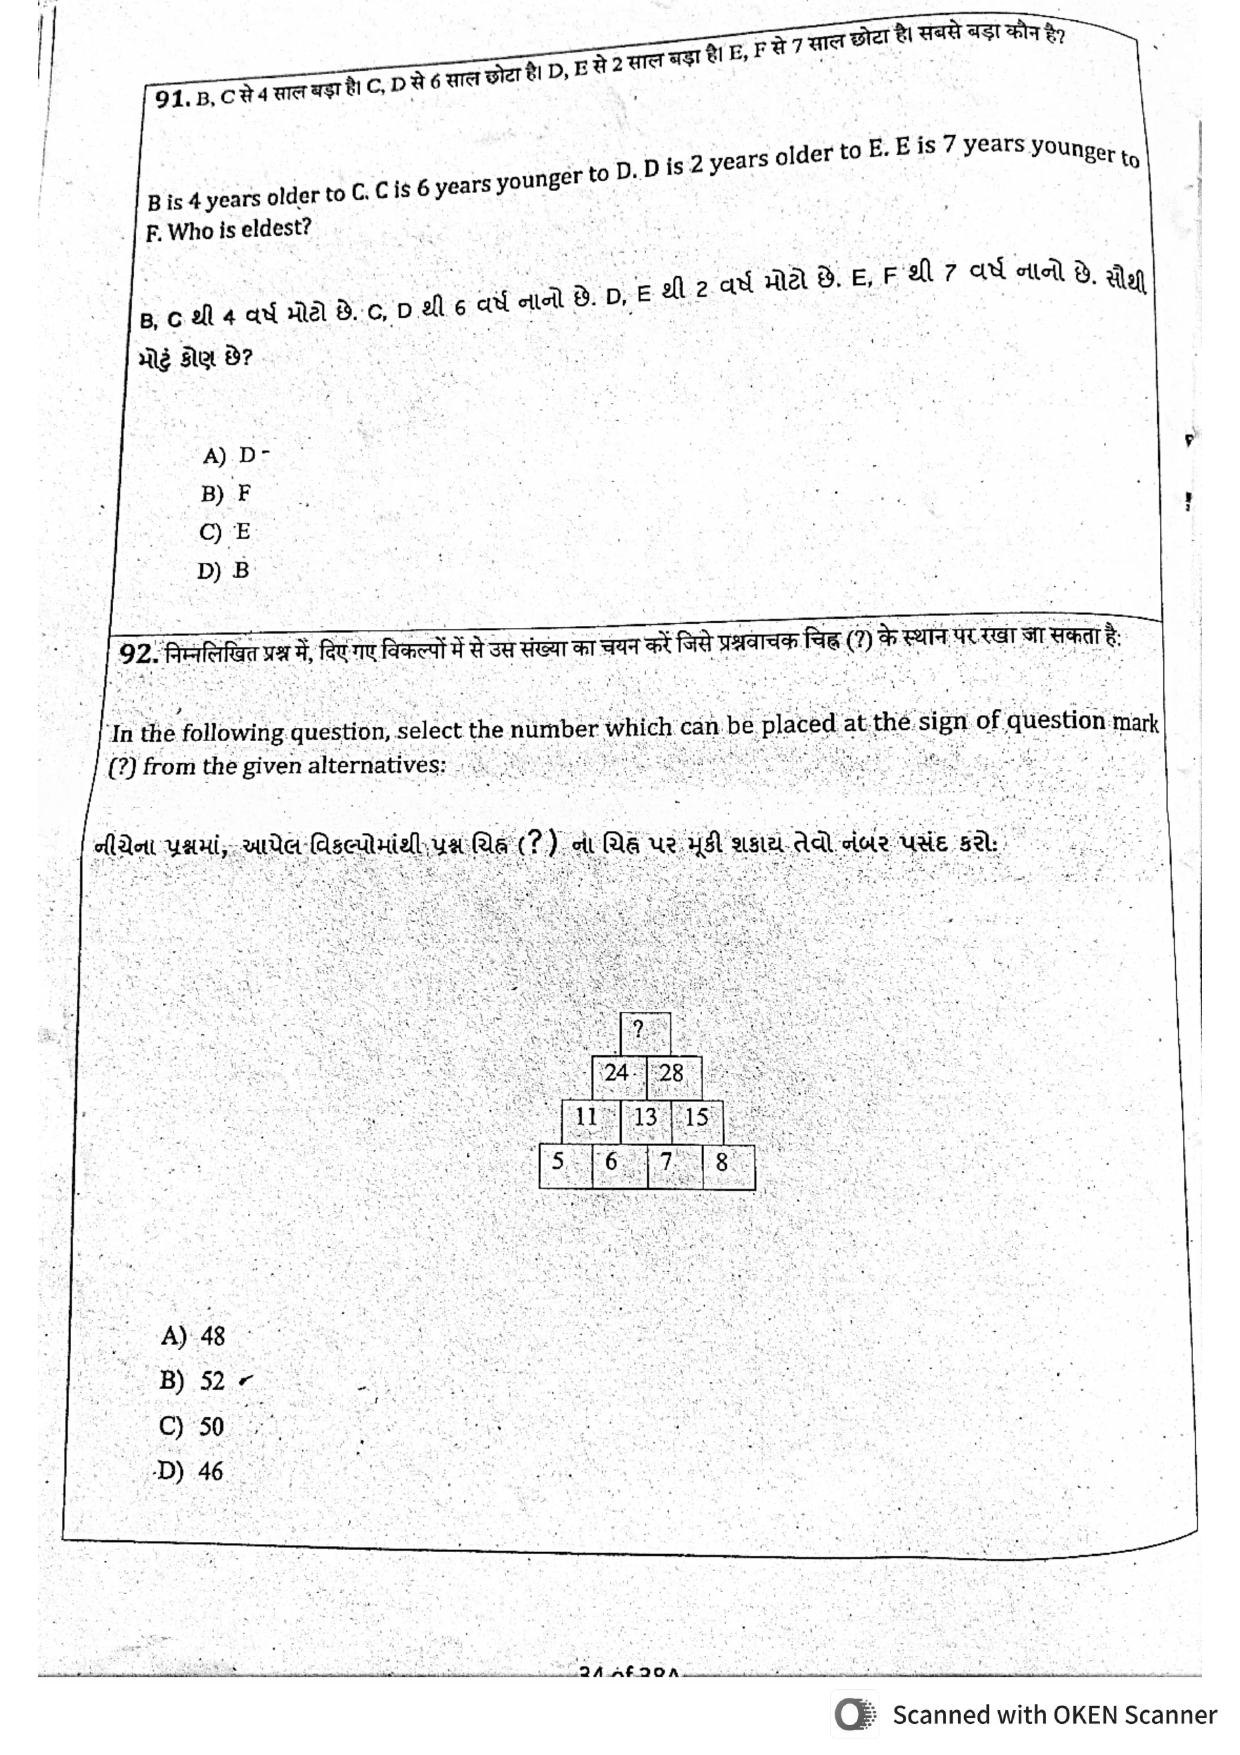 91. B, C से 4 साल बड़ा है। C, D से 6 साल छोटा है। D, E से 2 साल बड़ा है। E, F से 7 साल छोटा है। सबसे बड़ा कौन है?
B is 4 years older to C. C is 6 years younger to D. D is 2 years older to E. E is 7 years younger to
F. Who is eldest?
B, C થી 4 વર્ષ મોટો છે. C, D થી 6 વર્ષ નાનો છે. D, E થી 2 વર્ષ મોટો છે. E, F થી 7 વર્ષ નાનો છે. સૌથી
મોટું કોણ છે?
A) D
B) F
C) E
D) B
92. निम्नलिखित प्रश्न में, दिए गए विकल्पों में से उस संख्या का चयन करें जिसे प्रश्नवाचक चिह्न (?) के स्थान पर रखा जा सकता है:
In the following question, select the number which can be placed at the sign of question mark
(?) from the given alternatives:
નીચેના પ્રશ્નમાં, આપેલ વિકલ્પોમાંથી પ્રશ્ન ચિહ્ન (?) ના ચિહ્ન પર મૂકી શકાય તેવો નંબર પસંદ કરો:
?
24 28
11 13 15
5 6 7 8
A) 48
B) 52
C) 50
D) 46
Scanned with OKEN Scanner